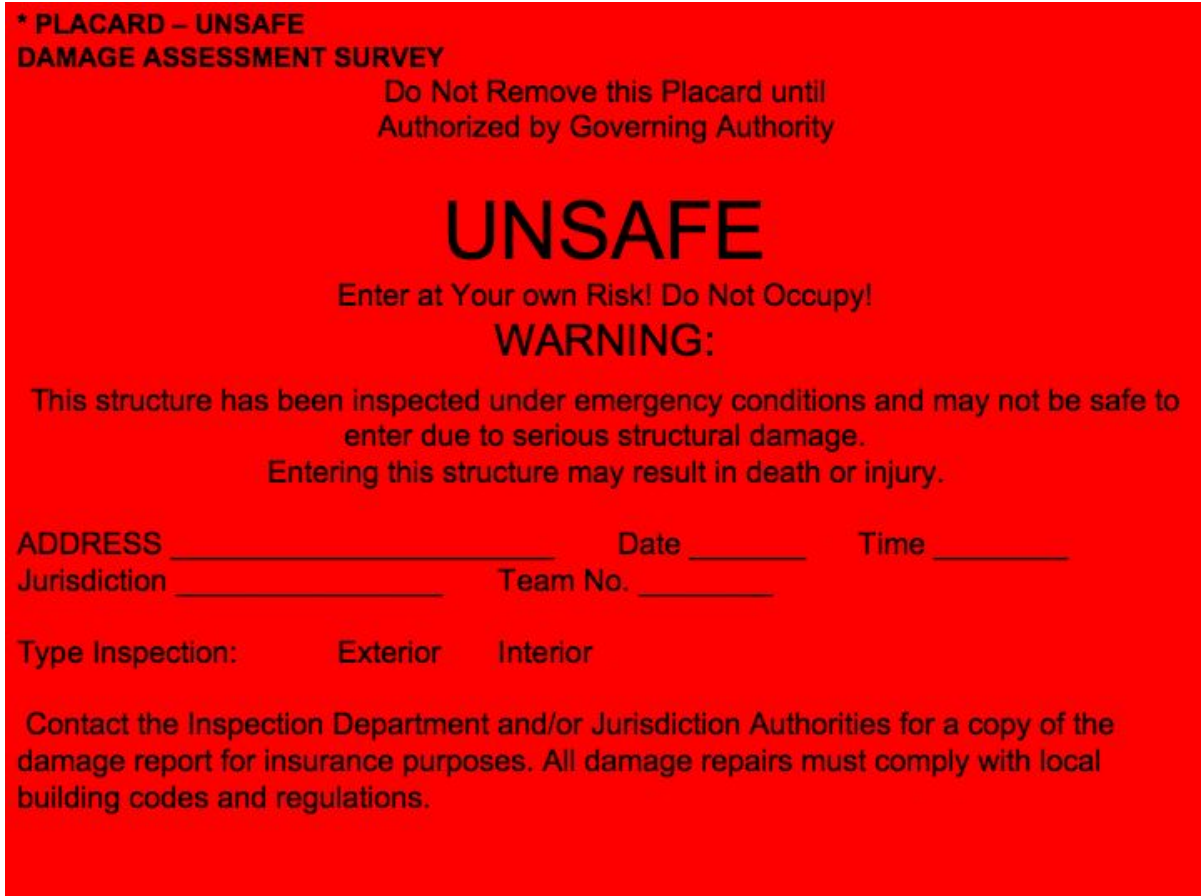 * PLACARD – UNSAFE
DAMAGE ASSESSMENT SURVEY
Do Not Remove this Placard until
Authorized by Governing Authority
UNSAFE
Enter at Your own Risk! Do Not Occupy!
WARNING:
This structure has been inspected under emergency conditions and may not be safe to
enter due to serious structural damage.
Entering this structure may result in death or injury.
ADDRESS _________________________ Date ________ Time _________
Jurisdiction __________________ Team No. _________
Type Inspection: Exterior Interior
Contact the Inspection Department and/or Jurisdiction Authorities for a copy of the
damage report for insurance purposes. All damage repairs must comply with local
building codes and regulations.